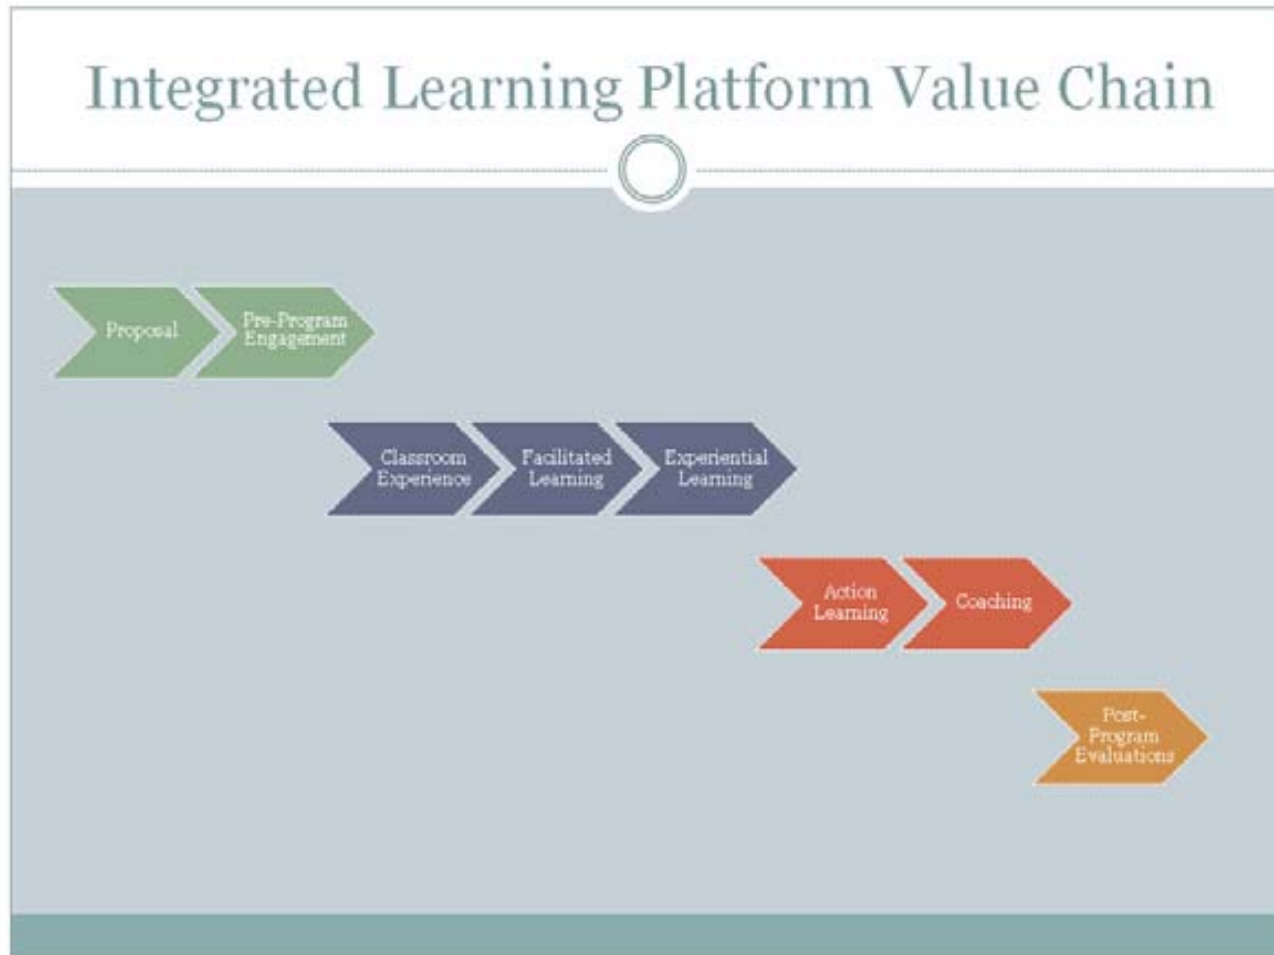 Integrated Learning Platform Value Chain
Proposal
Pre-Program
Engagement
Classroom
Experience
Facilitated
Learning
Experiential
Learning
Action
Learning
Coaching
Post-
Program
Evaluations